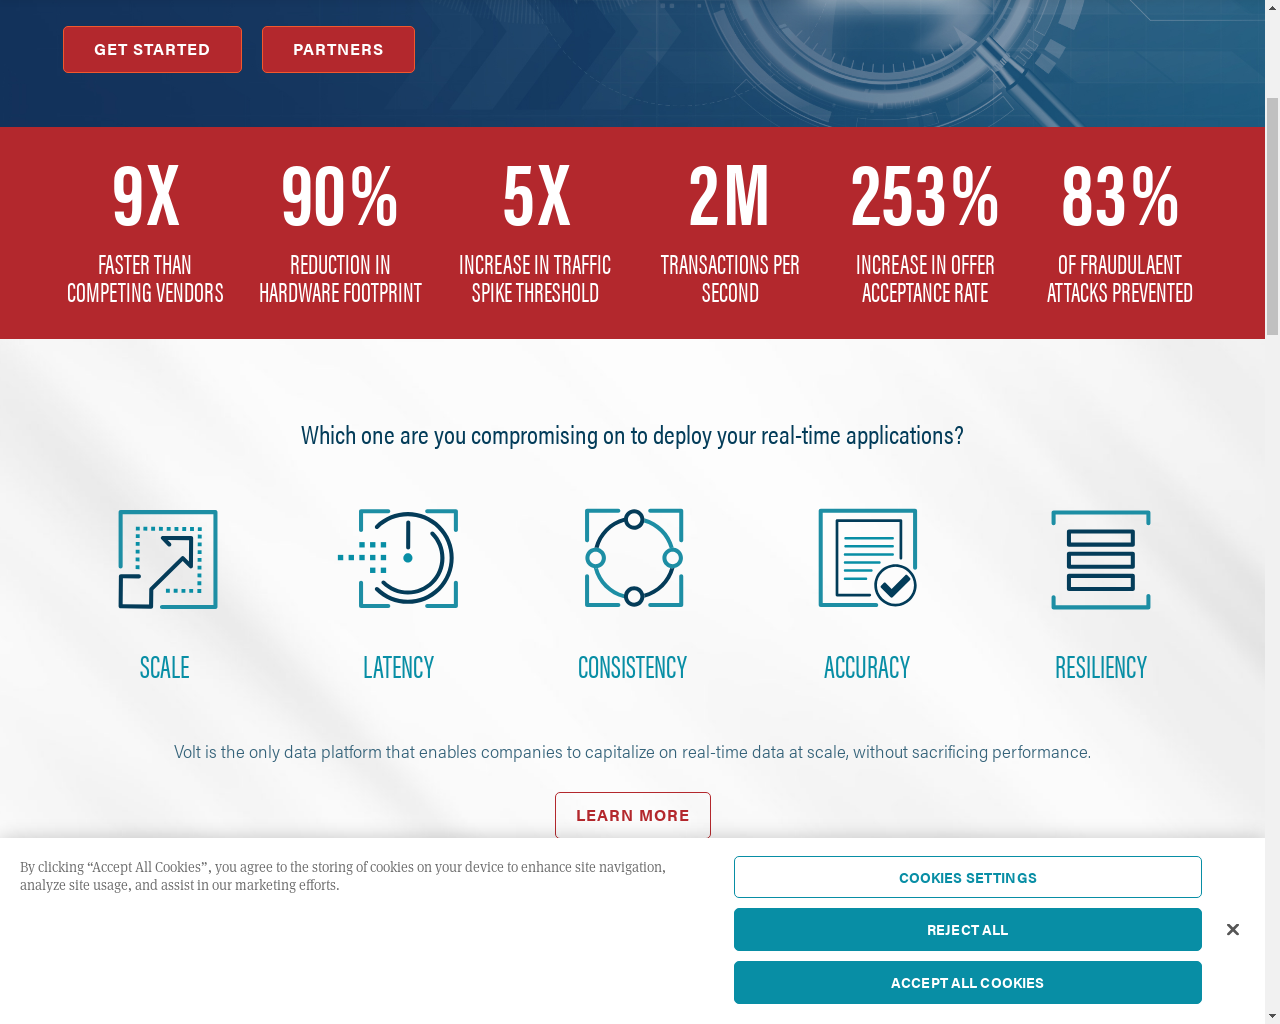 GET STARTED
PARTNERS
9X
FASTER THAN
COMPETING VENDORS
90%
REDUCTION IN
HARDWARE FOOTPRINT
5X
INCREASE IN TRAFFIC
SPIKE THRESHOLD
2M
TRANSACTIONS PER
SECOND
253%
INCREASE IN OFFER
ACCEPTANCE RATE
83%
OF FRAUDULAENT
ATTACKS PREVENTED
Which one are you compromising on to deploy your real-time applications?
SCALE
LATENCY
CONSISTENCY
ACCURACY
RESILIENCY
Volt is the only data platform that enables companies to capitalize on real-time data at scale, without sacrificing performance.
LEARN MORE
By clicking “Accept All Cookies”, you agree to the storing of cookies on your device to enhance site navigation,
analyze site usage, and assist in our marketing efforts.
COOKIES SETTINGS
REJECT ALL
ACCEPT ALL COOKIES